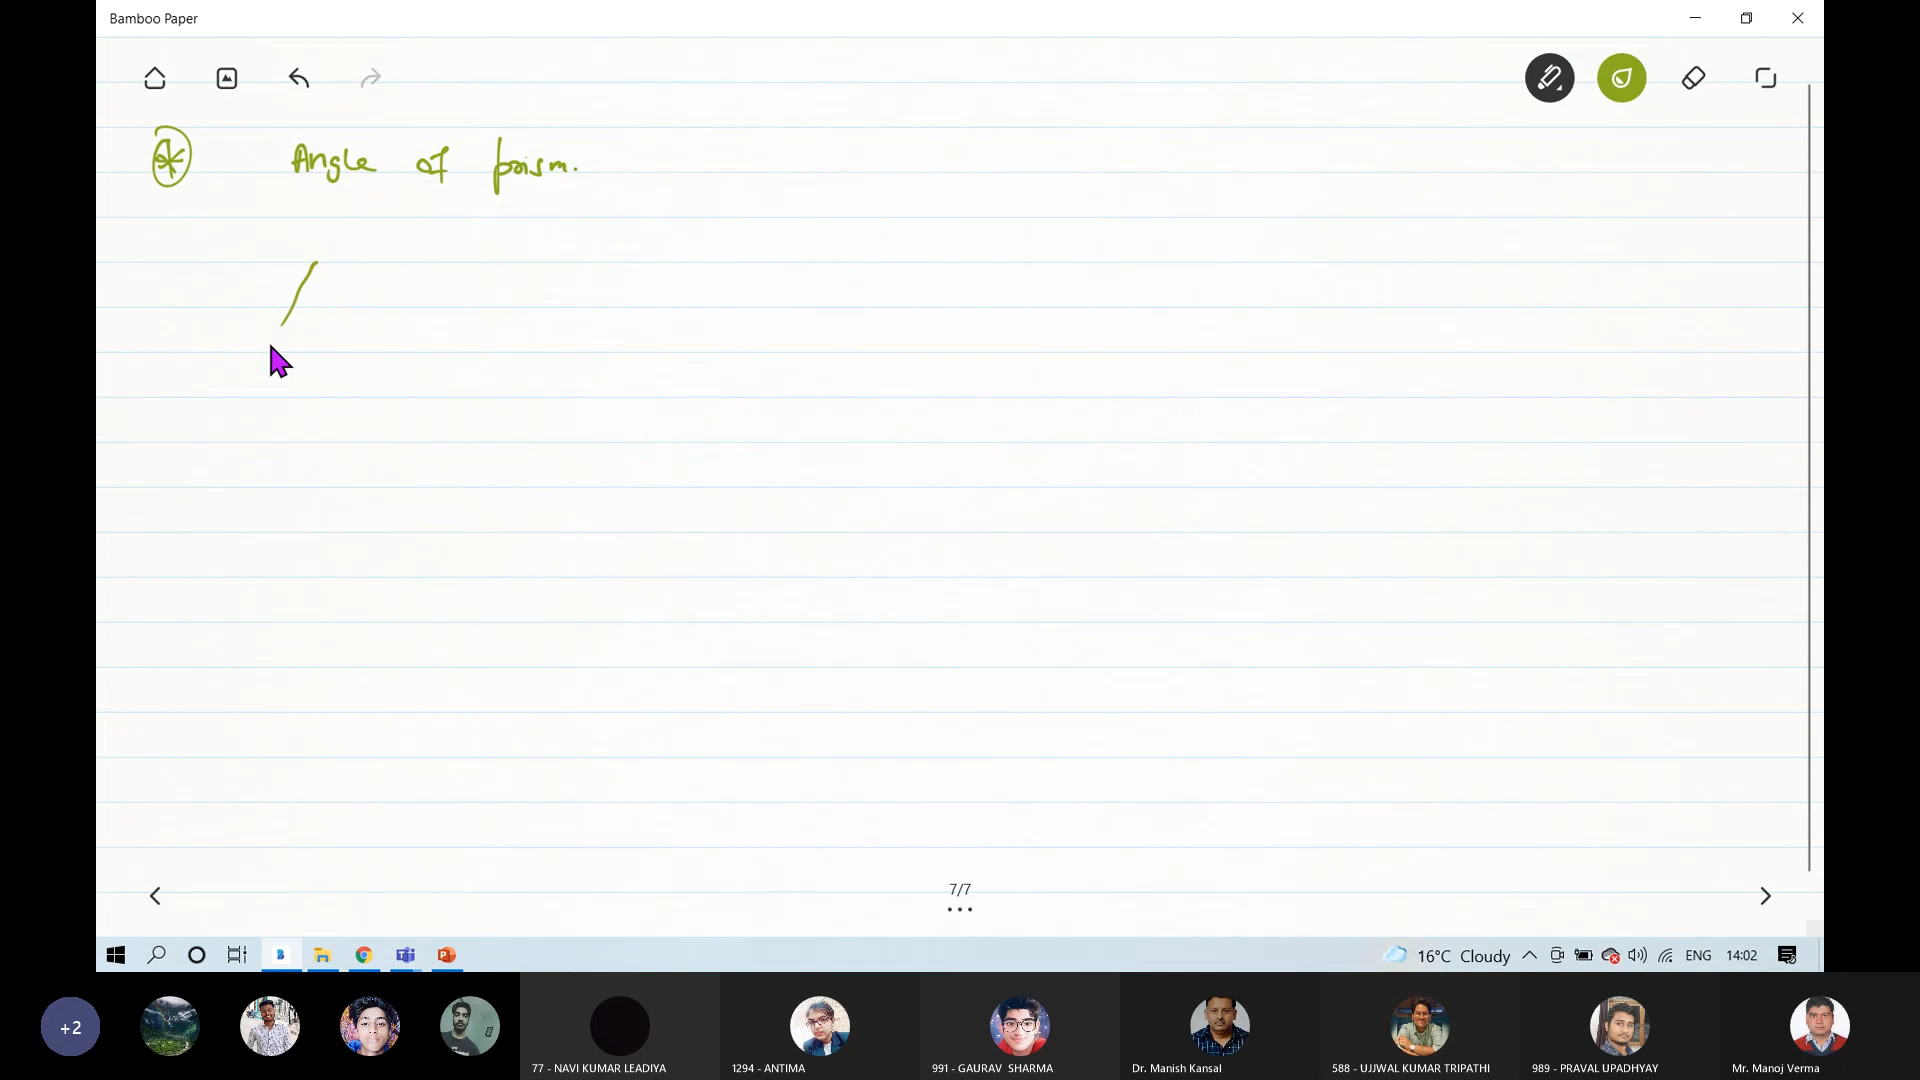 Bamboo Paper
Angle of prism.
7/7
B
16°C Cloudy
ENG
14:02
+2
77 - NAVI KUMAR LEADIYA
1294 - ANTIMA
991 - GAURAV SHARMA
Dr. Manish Kansal
588 - UJJWAL KUMAR TRIPATHI
989 - PRAVAL UPADHYAY
Mr. Manoj Verma